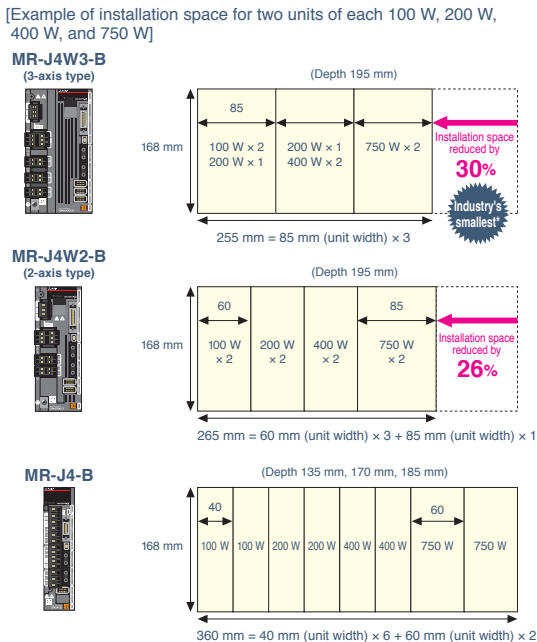 [Example of installation space for two units of each 100 W, 200 W,
400 W, and 750 W]
MR-J4W3-B
(3-axis type)
(Depth 195 mm)
85
168 mm
100 W × 2
200 W × 1
200 W × 1
400 W × 2
750 W × 2
Installation space
reduced by
30%
Industry's
smallest*
255 mm = 85 mm (unit width) × 3
MR-J4W2-B
(2-axis type)
(Depth 195 mm)
60
85
168 mm
100 W
× 2
200 W
× 2
400 W
× 2
750 W
× 2
Installation space
reduced by
26%
265 mm = 60 mm (unit width) × 3 + 85 mm (unit width) × 1
MR-J4-B
(Depth 135 mm, 170 mm, 185 mm)
40
60
168 mm
100 W
100 W
200 W
200 W
400 W
400 W
750 W
750 W
360 mm = 40 mm (unit width) × 6 + 60 mm (unit width) × 2